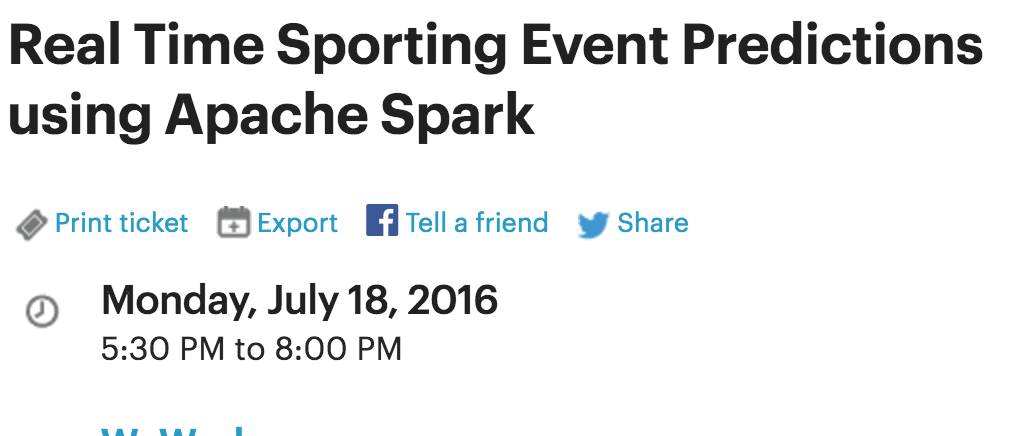 Real Time Sporting Event Predictions
using Apache Spark
Print ticket Export Tell a friend Share
Monday, July 18, 2016
5:30 PM to 8:00 PM